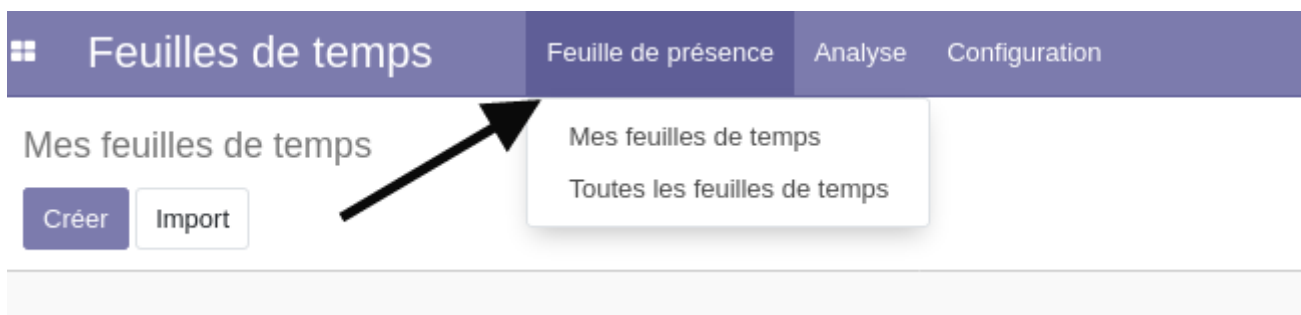 Feuilles de temps
Feuille de présence
Analyse
Configuration
Mes feuilles de temps
Créer
Import
Mes feuilles de temps
Toutes les feuilles de temps